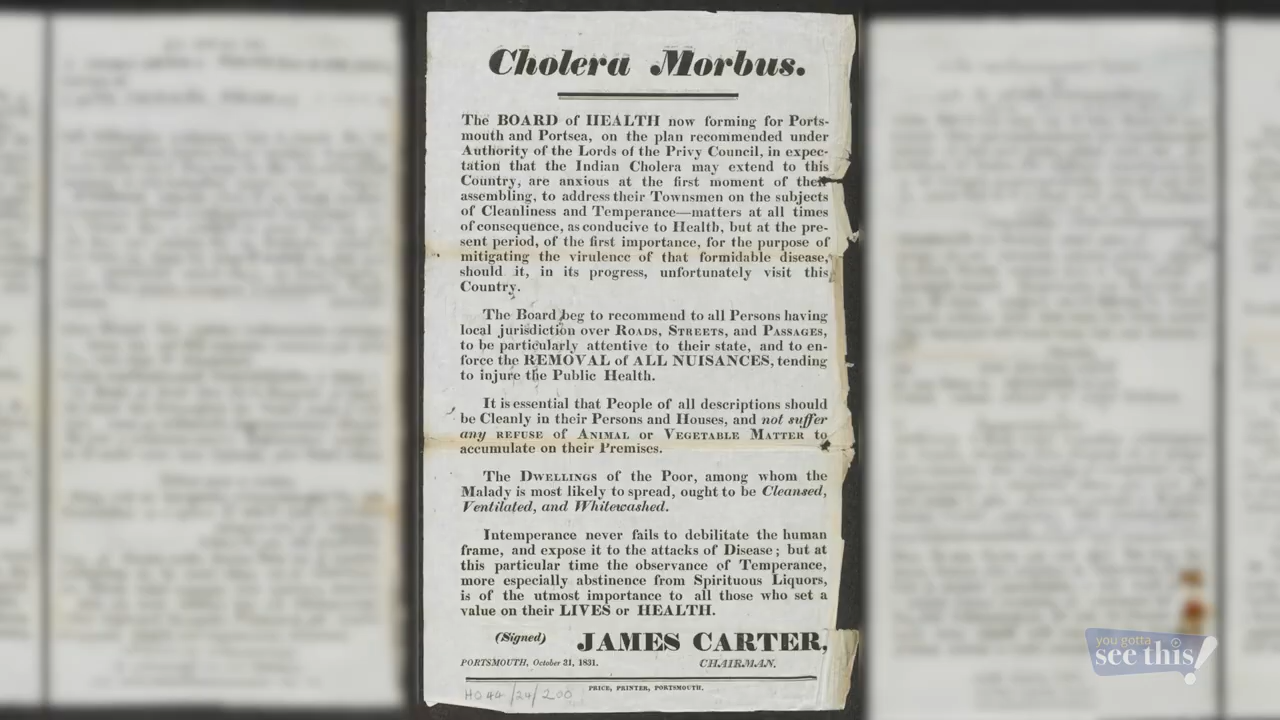 Cholera Morbus.
The BOARD of HEALTH now forming for Ports-
mouth and Portsea, on the plan recommended under
Authority of the Lords of the Privy Council, in expec-
tation that the Indian Cholera may extend to this
Country, are anxious at the first moment of their
assembling, to address their Townsmen on the subjects
of Cleanliness and Temperance—matters at all times
of consequence, as conducive to Health, but at the pre-
sent period, of the first importance, for the purpose of
mitigating the virulence of that formidable disease,
should it, in its progress, unfortunately visit this
Country.
The Board beg to recommend to all Persons having
local jurisdiction over ROADS, STREETS, and PASSAGES,
to be particularly attentive to their state, and to en-
force the REMOVAL of ALL NUISANCES, tending
to injure the Public Health.
It is essential that People of all descriptions should
be Cleanly in their Persons and Houses, and not suffer
any REFUSE of ANIMAL or VEGETABLE MATTER to
accumulate on their Premises.
The DWELLINGS of the Poor, among whom the
Malady is most likely to spread, ought to be Cleansed,
Ventilated, and Whitewashed.
Intemperance never fails to debilitate the human
frame, and expose it to the attacks of Disease; but at
this particular time the observance of Temperance,
more especially abstinence from Spirituous Liquors,
is of the utmost importance to all those who set a
value on their LIVES or HEALTH.
(Signed) JAMES CARTER,
PORTSMOUTH, October 31, 1831. CHAIRMAN.
PRICE, PRINTER, PORTSMOUTH.
HO 44/24/200
you gotta
see this!